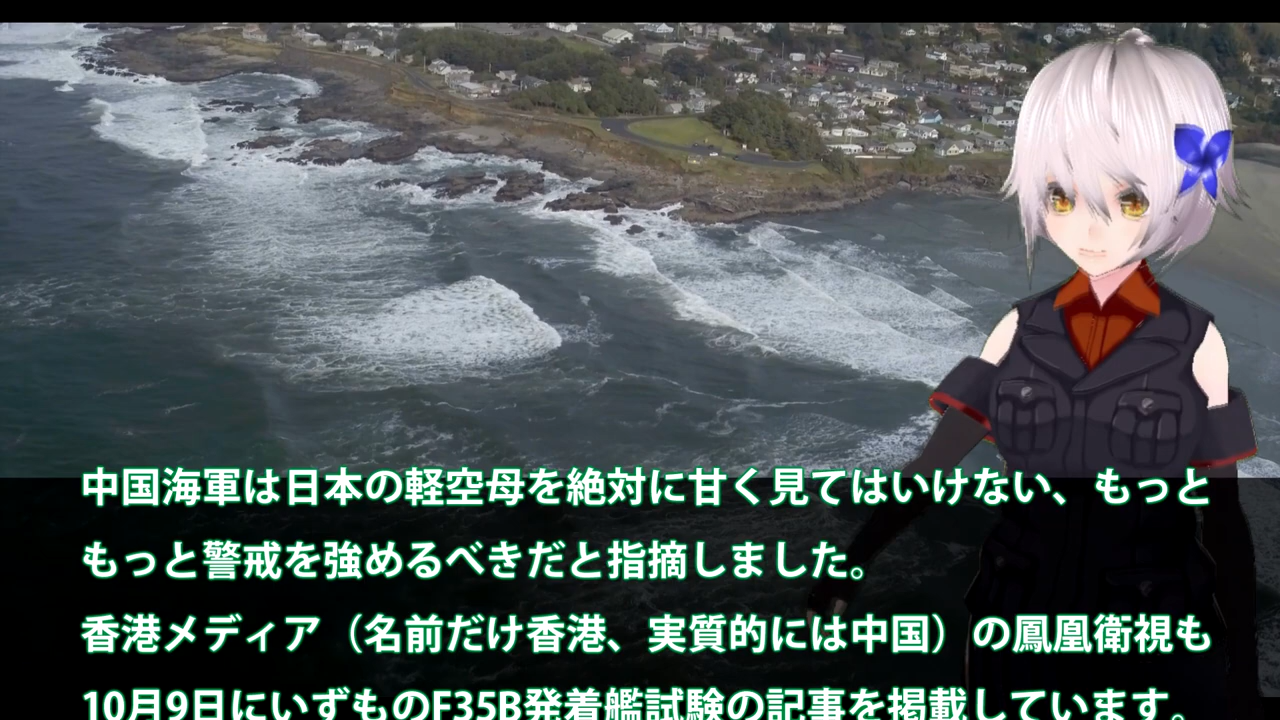 中国海軍は日本の軽空母を絶対に甘く見てはいけない、もっと
もっと警戒を強めるべきだと指摘しました。
香港メディア（名前だけ香港、実質的には中国）の鳳凰衛視も
10月9日にいずものF35B発着艦試験の記事を掲載しています。